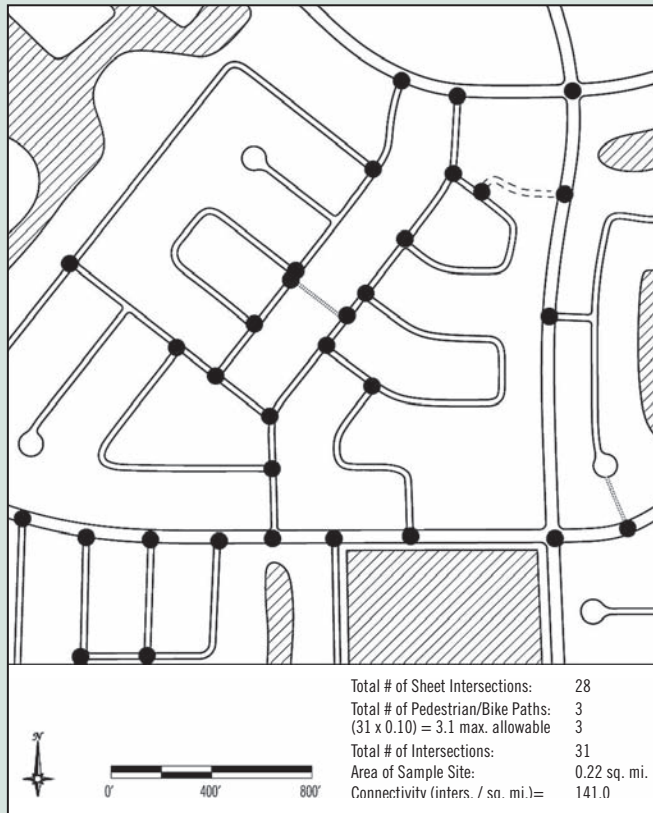 Total # of Sheet Intersections: 28
Total # of Pedestrian/Bike Paths: 3
(31 x 0.10) = 3.1 max. allowable 3
Total # of Intersections: 31
Area of Sample Site: 0.22 sq. mi.
Connectivity (inters. / sq. mi.)= 141.0
N
0' 400' 800'